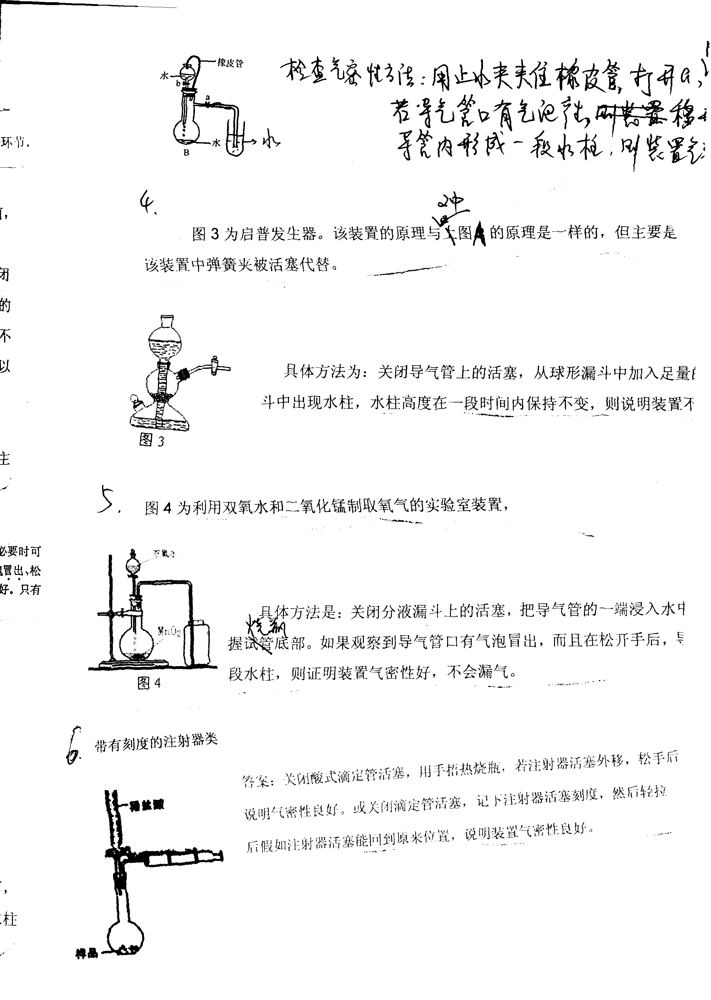 橡皮管
水
b
a
水
水
B
检查气密性方法：用止水夹夹住橡皮管，打开a，
若导气管口有气泡产生，则装置 移
导管内形成一段水柱，则装置气
环节，
4.
2中
图 3 为启普发生器。该装置的原理与上图A的原理是一样的，但主要是
该装置中弹簧夹被活塞代替。
闭
的
不
以
具体方法为：关闭导气管上的活塞，从球形漏斗中加入足量
斗中出现水柱，水柱高度在一段时间内保持不变，则说明装置不
图 3
主
5.
图 4 为利用双氧水和二氧化锰制取氧气的实验室装置，
必要时可
冒出，松
好。只有
双氧水
MnO₂
具体方法是：关闭分液漏斗上的活塞，把导气管的一端浸入水中
烧瓶
握试管底部。如果观察到导气管口有气泡冒出，而且在松开手后，导
段水柱，则证明装置气密性好，不会漏气。
图 4
6.
带有刻度的注射器类
答案：关闭酸式滴定管活塞，用手捂热烧瓶，若注射器活塞外移，松手后
说明气密性良好。或关闭滴定管活塞，记下注射器活塞刻度，然后轻拉
后假如注射器活塞能回到原来位置，说明装置气密性良好。
稀盐酸
样品
，
柱